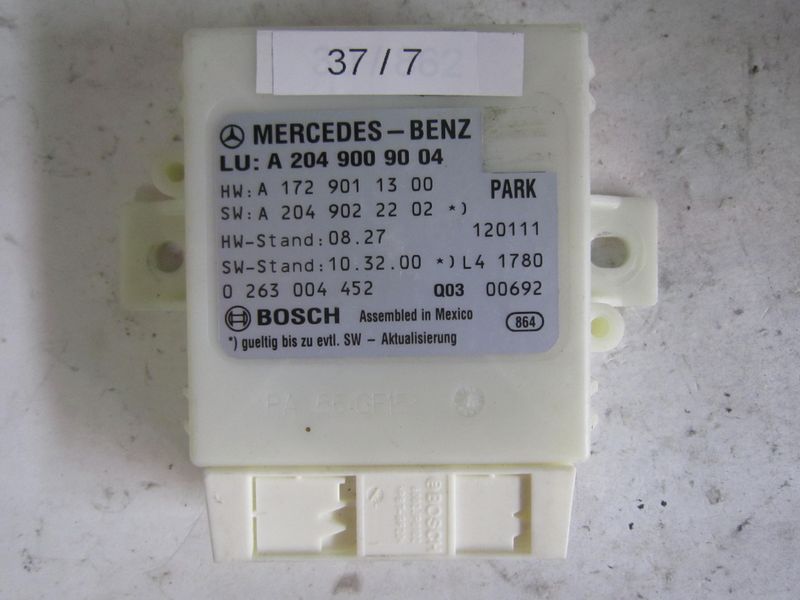 37 / 7
MERCEDES – BENZ
LU: A 204 900 90 04
HW: A 172 901 13 00 PARK
SW: A 204 902 22 02 *)
HW-Stand: 08.27 120111
SW-Stand: 10.32.00 *) L4 1780
0 263 004 452 Q03 00692
BOSCH Assembled in Mexico
864
*) gueltig bis zu evtl. SW – Aktualisierung
BOSCH